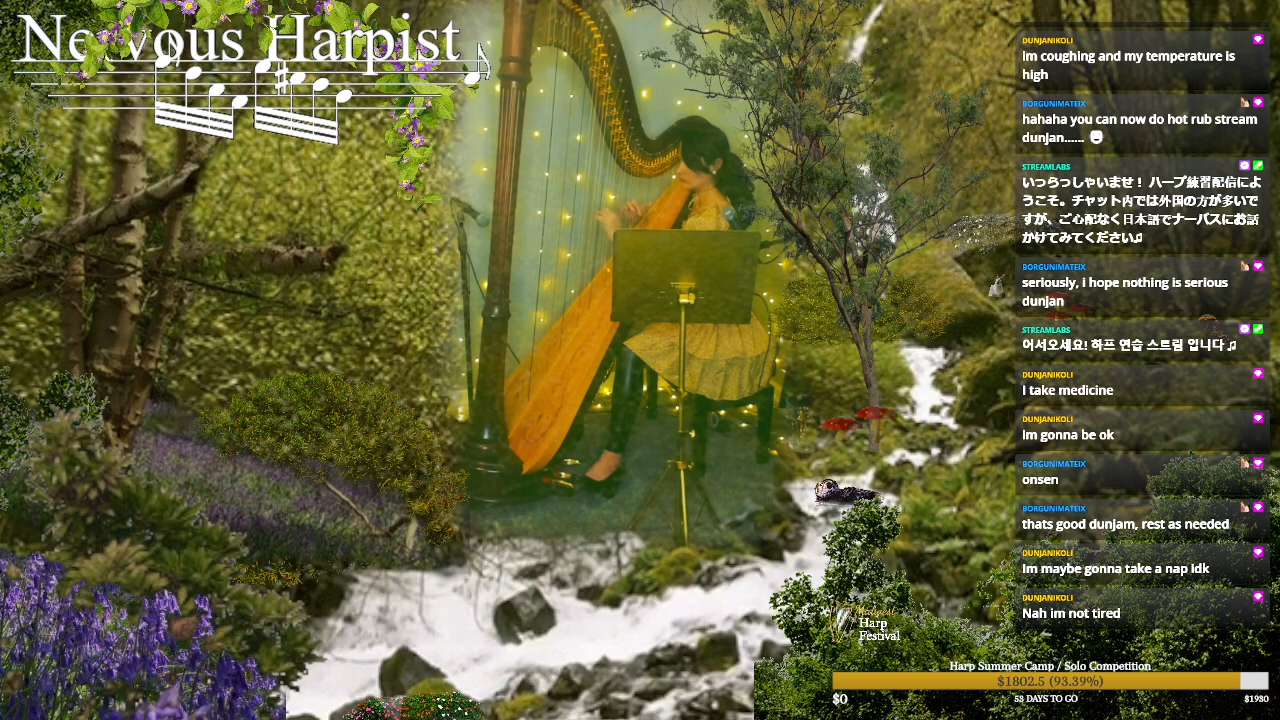 Nervous Harpist
DUNJANIKOLI
im coughing and my temperature is
high
BORGUNIMATEIX
hahaha you can now do hot rub stream
dunjan......
STREAMLABS
いっらっしゃいませ！ ハープ練習配信によ
うこそ。チャット内では外国の方が多いで
すが、ご心配なく日本語でナーバスにお話
かけてみてください♫
BORGUNIMATEIX
seriously, i hope nothing is serious
dunjan
STREAMLABS
어서오세요! 하프 연습 스트림 입니다 ♫
DUNJANIKOLI
I take medicine
DUNJANIKOLI
Im gonna be ok
BORGUNIMATEIX
onsen
BORGUNIMATEIX
thats good dunjam, rest as needed
DUNJANIKOLI
Im maybe gonna take a nap idk
DUNJANIKOLI
Nah im not tired
Harp
Festival
Harp Summer Camp / Solo Competition
$1802.5 (93.39%)
$0
53 DAYS TO GO
$1930